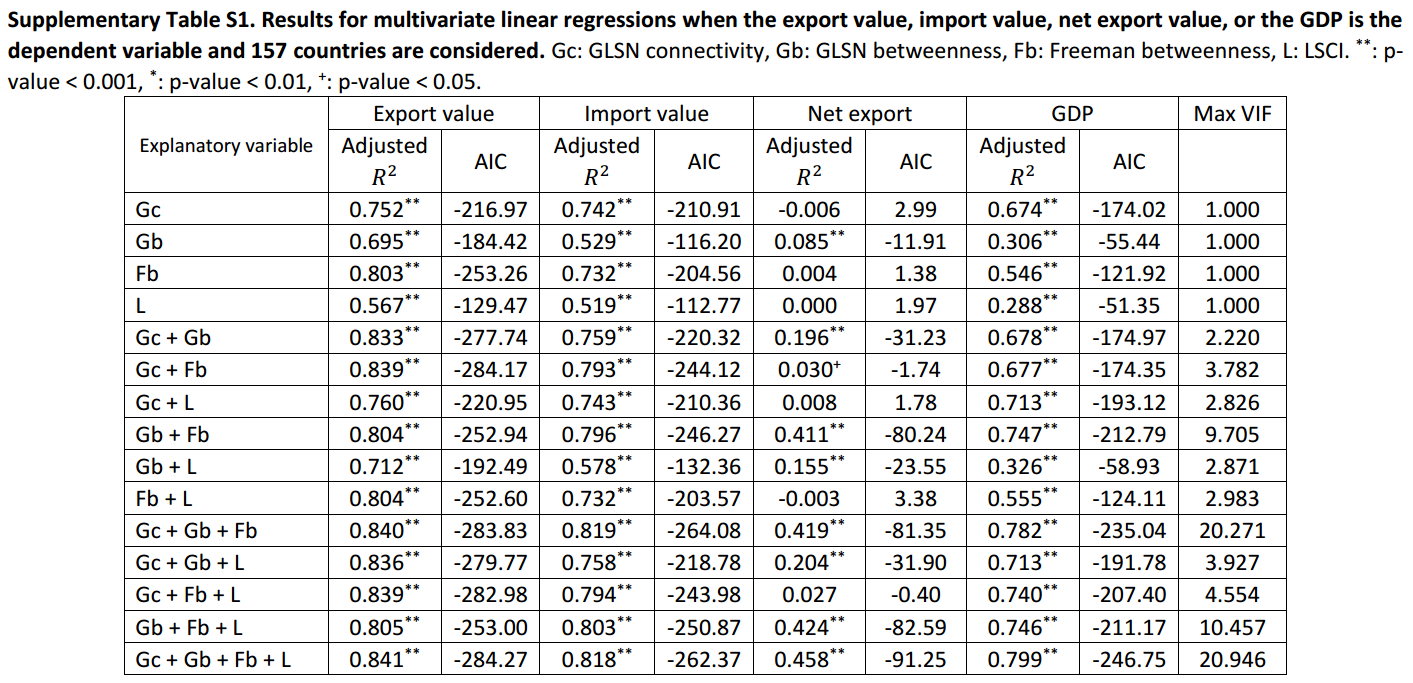 Supplementary Table S1. Results for multivariate linear regressions when the export value, import value, net export value, or the GDP is the
dependent variable and 157 countries are considered. Gc: GLSN connectivity, Gb: GLSN betweenness, Fb: Freeman betweenness, L: LSCI. **: p-
value < 0.001, *: p-value < 0.01, +: p-value < 0.05.
Explanatory variable Export value Import value Net export GDP Max VIF
Adjusted R² AIC Adjusted R² AIC Adjusted R² AIC Adjusted R² AIC
Gc 0.752** -216.97 0.742** -210.91 -0.006 2.99 0.674** -174.02 1.000
Gb 0.695** -184.42 0.529** -116.20 0.085** -11.91 0.306** -55.44 1.000
Fb 0.803** -253.26 0.732** -204.56 0.004 1.38 0.546** -121.92 1.000
L 0.567** -129.47 0.519** -112.77 0.000 1.97 0.288** -51.35 1.000
Gc + Gb 0.833** -277.74 0.759** -220.32 0.196** -31.23 0.678** -174.97 2.220
Gc + Fb 0.839** -284.17 0.793** -244.12 0.030+ -1.74 0.677** -174.35 3.782
Gc + L 0.760** -220.95 0.743** -210.36 0.008 1.78 0.713** -193.12 2.826
Gb + Fb 0.804** -252.94 0.796** -246.27 0.411** -80.24 0.747** -212.79 9.705
Gb + L 0.712** -192.49 0.578** -132.36 0.155** -23.55 0.326** -58.93 2.871
Fb + L 0.804** -252.60 0.732** -203.57 -0.003 3.38 0.555** -124.11 2.983
Gc + Gb + Fb 0.840** -283.83 0.819** -264.08 0.419** -81.35 0.782** -235.04 20.271
Gc + Gb + L 0.836** -279.77 0.758** -218.78 0.204** -31.90 0.713** -191.78 3.927
Gc + Fb + L 0.839** -282.98 0.794** -243.98 0.027 -0.40 0.740** -207.40 4.554
Gb + Fb + L 0.805** -253.00 0.803** -250.87 0.424** -82.59 0.746** -211.17 10.457
Gc + Gb + Fb + L 0.841** -284.27 0.818** -262.37 0.458** -91.25 0.799** -246.75 20.946